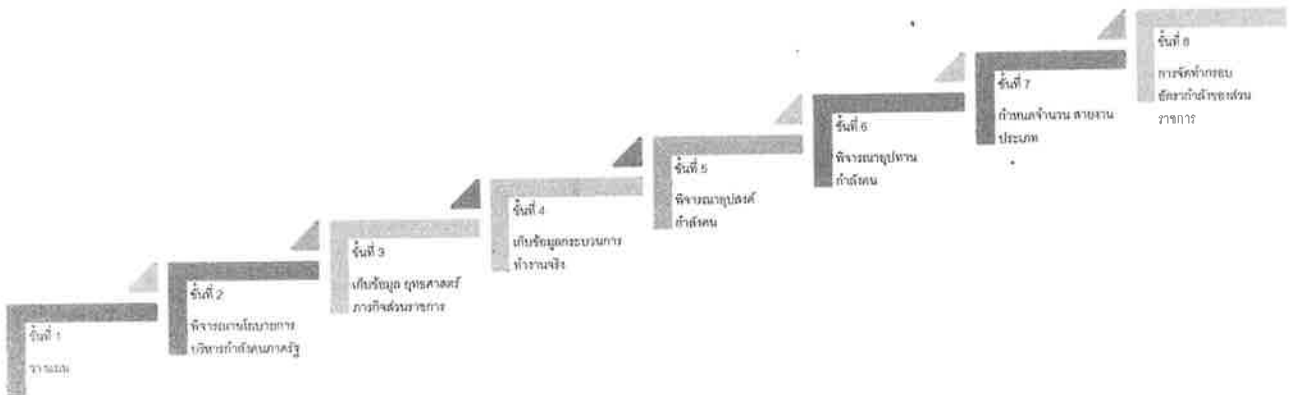 ขั้นที่ 1
วางแผน
ขั้นที่ 2
พิจารณานโยบายการ
บริหารกำลังคนภาครัฐ
ขั้นที่ 3
เก็บข้อมูล ยุทธศาสตร์
ภารกิจส่วนราชการ
ขั้นที่ 4
เก็บข้อมูลกระบวนการ
ทำงานจริง
ขั้นที่ 5
พิจารณาอุปสงค์
กำลังคน
ขั้นที่ 6
พิจารณาอุปทาน
กำลังคน
ขั้นที่ 7
กำหนดจำนวน สายงาน
ประเภท
ขั้นที่ 8
การจัดทำกรอบ
อัตรากำลังของส่วน
ราชการ